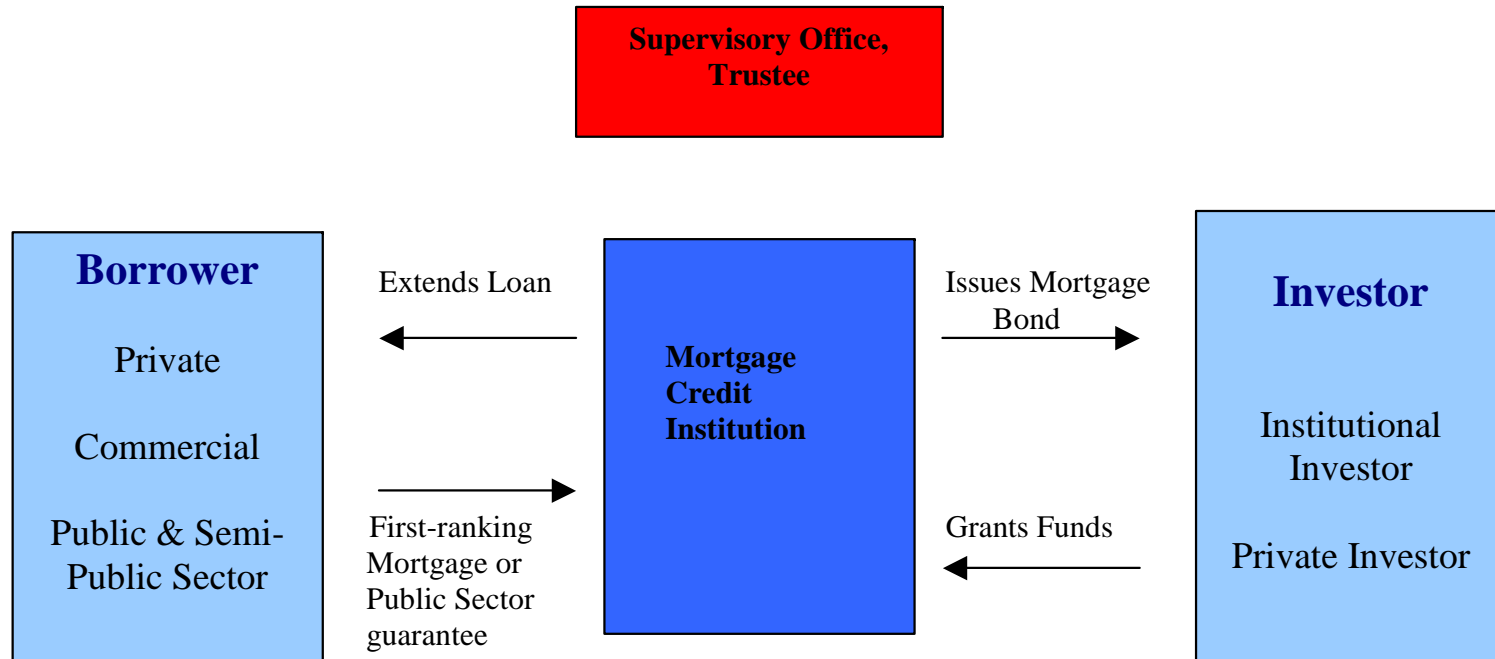 Supervisory Office,
Trustee
Borrower
Private
Commercial
Public & Semi-
Public Sector
Extends Loan
First-ranking
Mortgage or
Public Sector
guarantee
Mortgage
Credit
Institution
Issues Mortgage
Bond
Grants Funds
Investor
Institutional
Investor
Private Investor